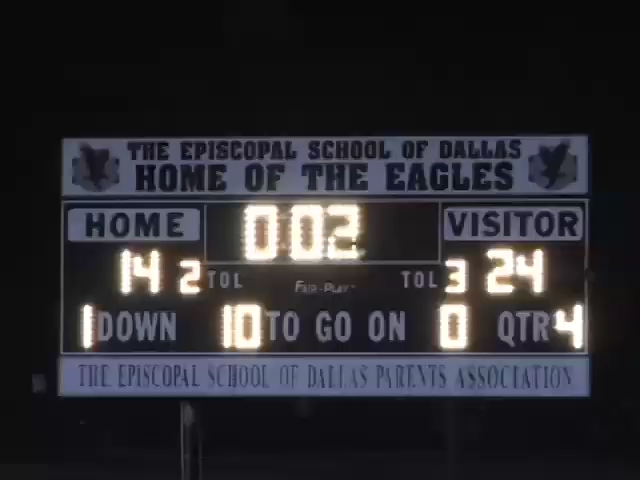 THE EPISCOPAL SCHOOL OF DALLAS
HOME OF THE EAGLES
HOME 0:02 VISITOR
14 2 TOL FAIR-PLAY TOL 3 24
1 DOWN 10 TO GO ON 0 QTR 4
THE EPISCOPAL SCHOOL OF DALLAS PARENTS ASSOCIATION